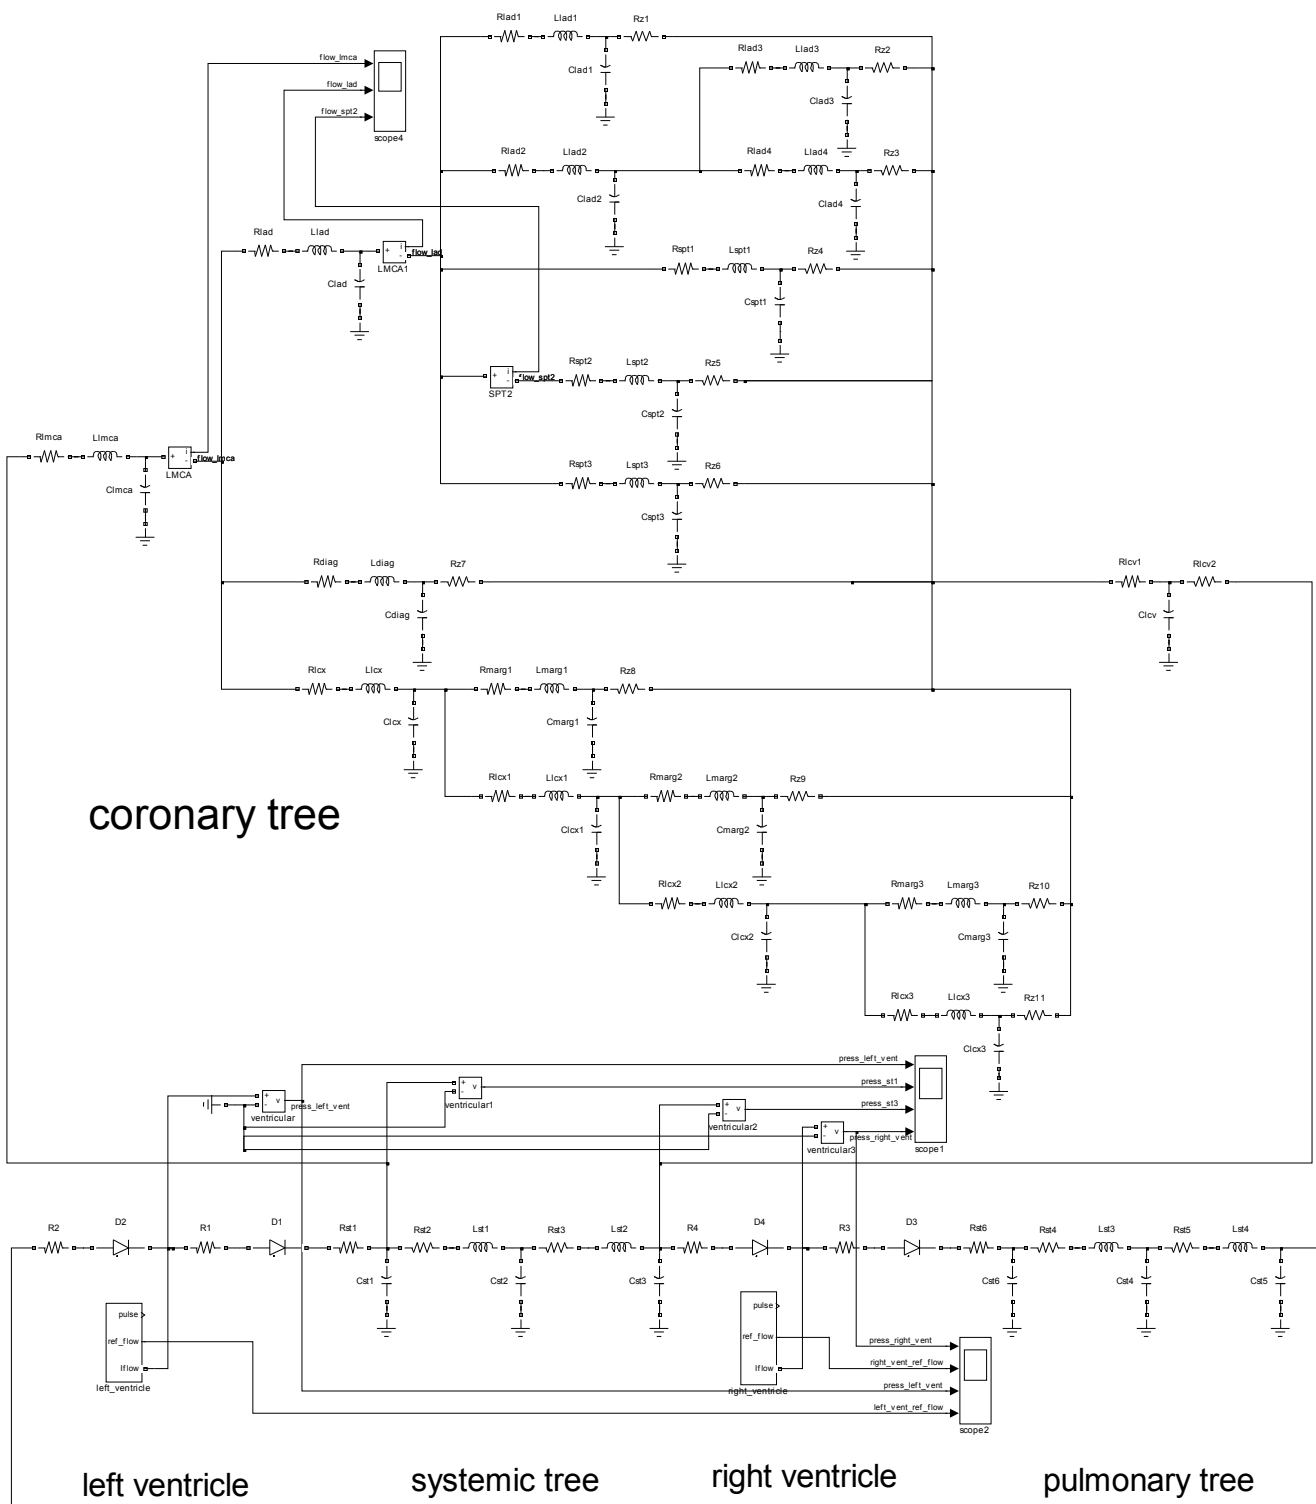 Rlad1 Llad1 Rz1
Clad1
Rlad3 Llad3 Rz2
Clad3
flow_lmca
flow_lad
flow_spt2
scope4
Rlad2 Llad2
Clad2
Rlad4 Llad4 Rz3
Clad4
Rlad Llad
Clad
+ i -
LMCA1
flow_lad
Rspt1 Lspt1 Rz4
Cspt1
+ i -
SPT2
flow_spt2
Rspt2 Lspt2 Rz5
Cspt2
Rlmca Llmca
Clmca
+ i -
LMCA
flow_lmca
Rspt3 Lspt3 Rz6
Cspt3
Rdiag Ldiag Rz7
Cdiag
Rlcv1 Rlcv2
Clcv
Rlcx Llcx
Clcx
Rmarg1 Lmarg1 Rz8
Cmarg1
coronary tree
Rlcx1 Llcx1
Clcx1
Rmarg2 Lmarg2 Rz9
Cmarg2
Rlcx2 Llcx2
Clcx2
Rmarg3 Lmarg3 Rz10
Cmarg3
Rlcx3 Llcx3 Rz11
Clcx3
press_left_vent
press_st1
press_st3
press_right_vent
scope1
+ v -
ventricular
press_left_vent
+ v -
ventricular1
+ v -
ventricular2
+ v -
ventricular3
R2 D2 R1 D1 Rst1 Rst2 Lst1 Rst3 Lst2 R4 D4 R3 D3 Rst6 Rst4 Lst3 Rst5 Lst4
Cst1 Cst2 Cst3 Cst6 Cst4 Cst5
pulse
ref_flow
lflow
left_ventricle
pulse
ref_flow
lflow
right_ventricle
press_right_vent
right_vent_ref_flow
press_left_vent
left_vent_ref_flow
scope2
left ventricle systemic tree right ventricle pulmonary tree